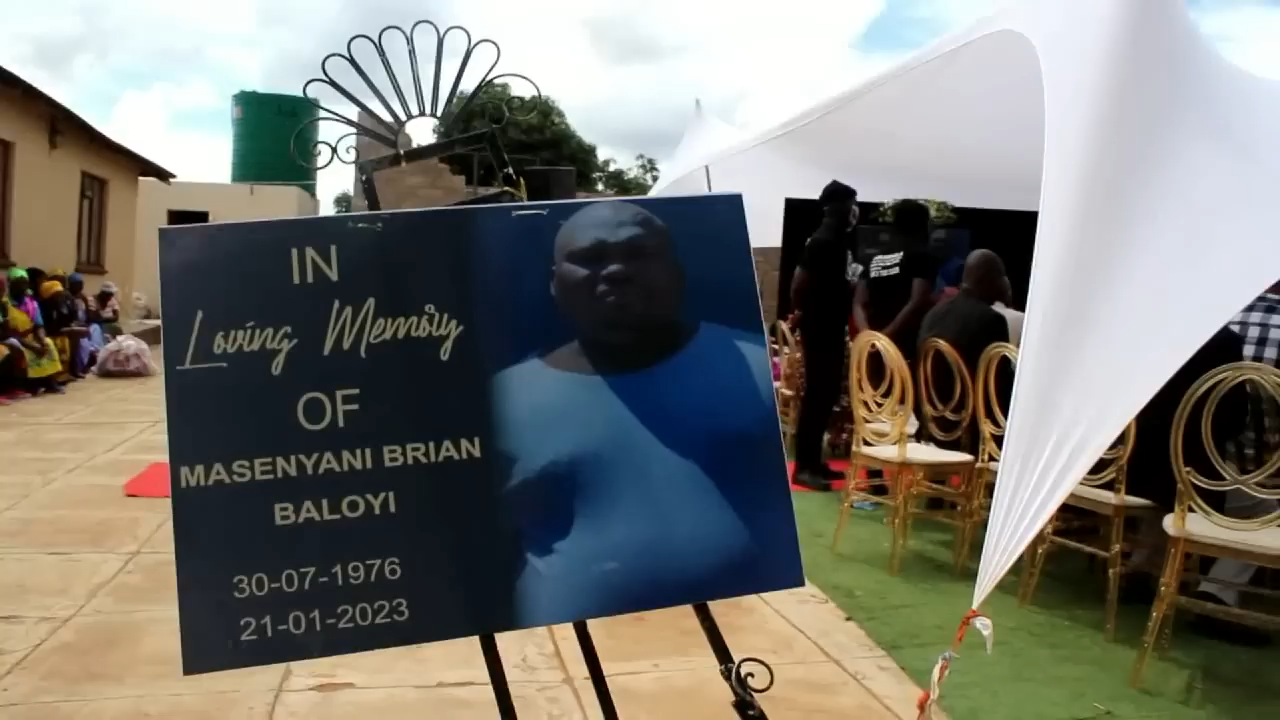 IN
Loving Memory
OF
MASENYANI BRIAN
BALOYI
30-07-1976
21-01-2023